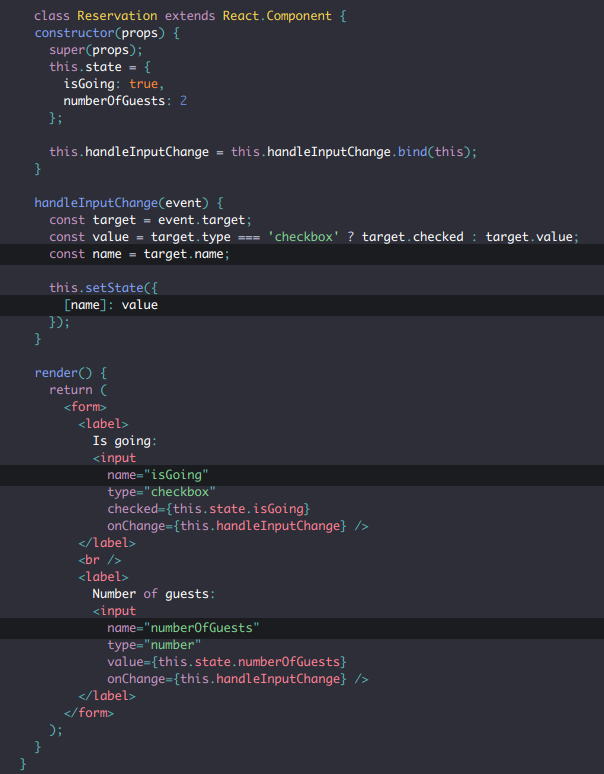 class Reservation extends React.Component {
constructor(props) {
super(props);
this.state = {
isGoing: true,
numberOfGuests: 2
};
this.handleInputChange = this.handleInputChange.bind(this);
}
handleInputChange(event) {
const target = event.target;
const value = target.type === 'checkbox' ? target.checked : target.value;
const name = target.name;
this.setState({
[name]: value
});
}
render() {
return (
<form>
<label>
Is going:
<input
name="isGoing"
type="checkbox"
checked={this.state.isGoing}
onChange={this.handleInputChange} />
</label>
<br />
<label>
Number of guests:
<input
name="numberOfGuests"
type="number"
value={this.state.numberOfGuests}
onChange={this.handleInputChange} />
</label>
</form>
);
}
}